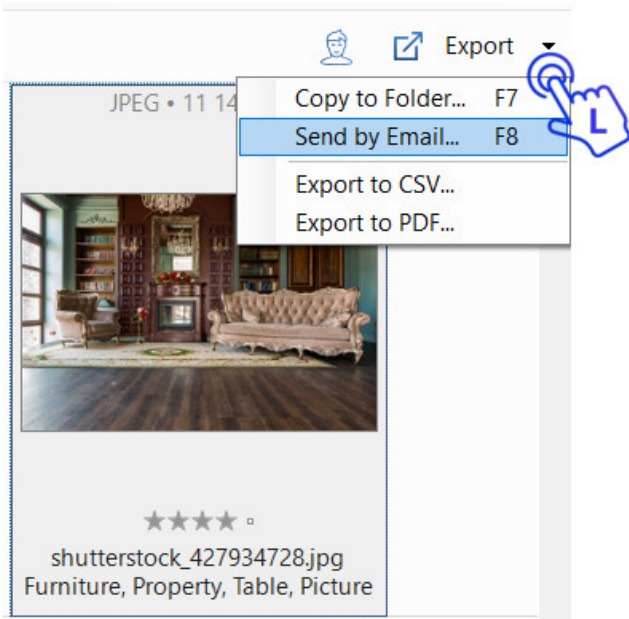 Export
JPEG • 11 14
Copy to Folder... F7
Send by Email... F8
Export to CSV...
Export to PDF...
L
shutterstock_427934728.jpg
Furniture, Property, Table, Picture